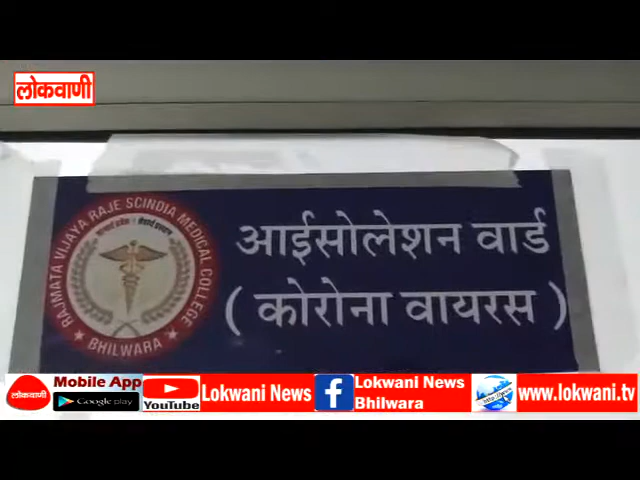 लोकवाणी
RAJMATA VIJAYA RAJE SCINDIA MEDICAL COLLEGE
BHILWARA
आईसोलेशन वार्ड
( कोरोना वायरस )
लोकवाणी
Mobile App
Google play
YouTube
Lokwani News
Lokwani News
Bhilwara
www.lokwani.tv